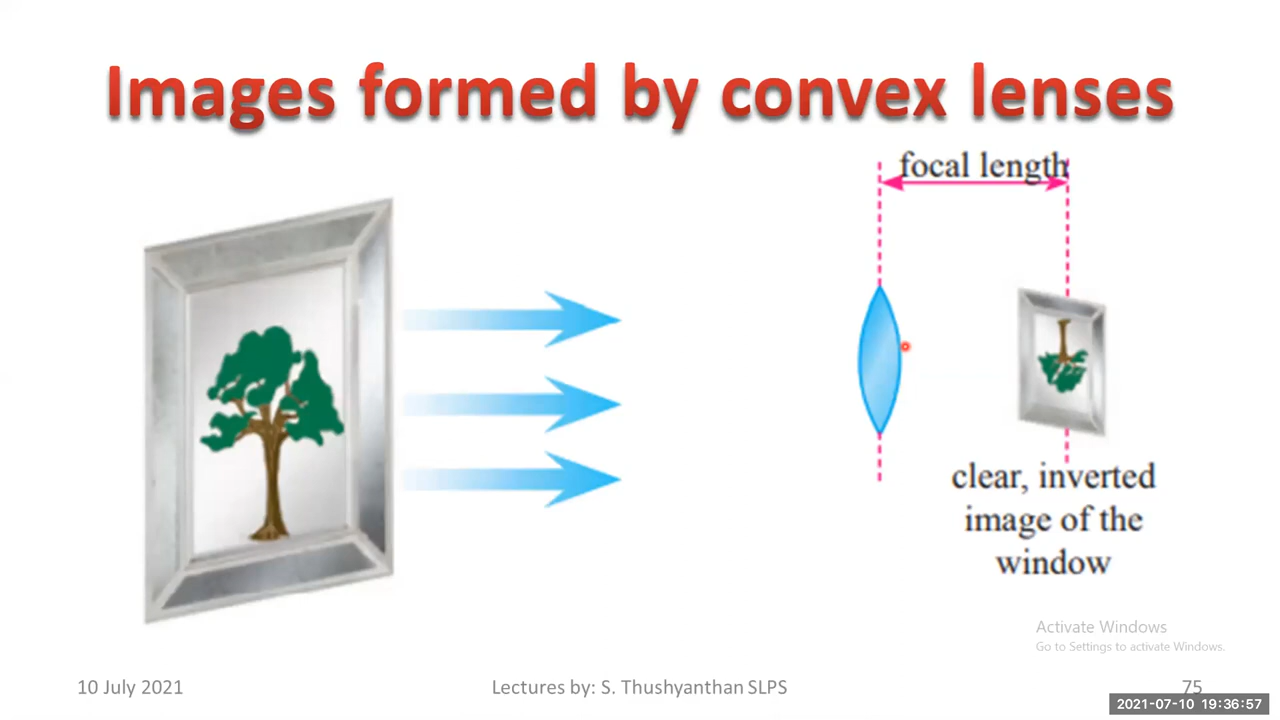 Images formed by convex lenses
focal length
clear, inverted
image of the
window
Activate Windows
Go to Settings to activate Windows.
10 July 2021
Lectures by: S. Thushyanthan SLPS
75
2021-07-10 19:36:57